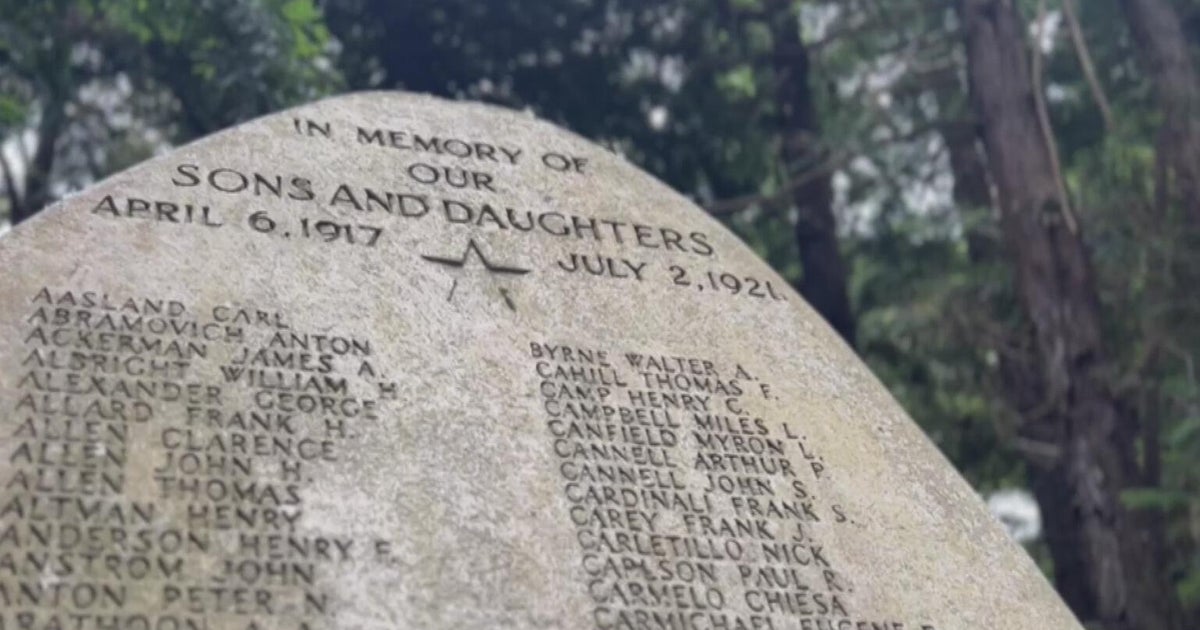 IN MEMORY OF
OUR
SONS AND DAUGHTERS
APRIL 6, 1917 JULY 2, 1921
AASLAND CARL
ABRAMOVICH ANTON
ACKERMAN JAMES A.
ALBRIGHT WILLIAM H
ALEXANDER GEORGE
ALLARD FRANK H.
ALLEN CLARENCE
ALLEN JOHN H.
ALLEN THOMAS
ALTMAN HENRY
ANDERSON HENRY E.
ANSTROM JOHN
ANTON PETER N
BYRNE WALTER A.
CAHILL THOMAS F.
CAMP HENRY C.
CAMPBELL MILES L.
CANFIELD MYRON L.
CANNELL ARTHUR P.
CANNELL JOHN S.
CARDINALI FRANK S.
CAREY FRANK J.
CARLETILLO NICK
CARLSON PAUL R.
CARMELO CHIESA
CARMICHAEL EUGENE F.